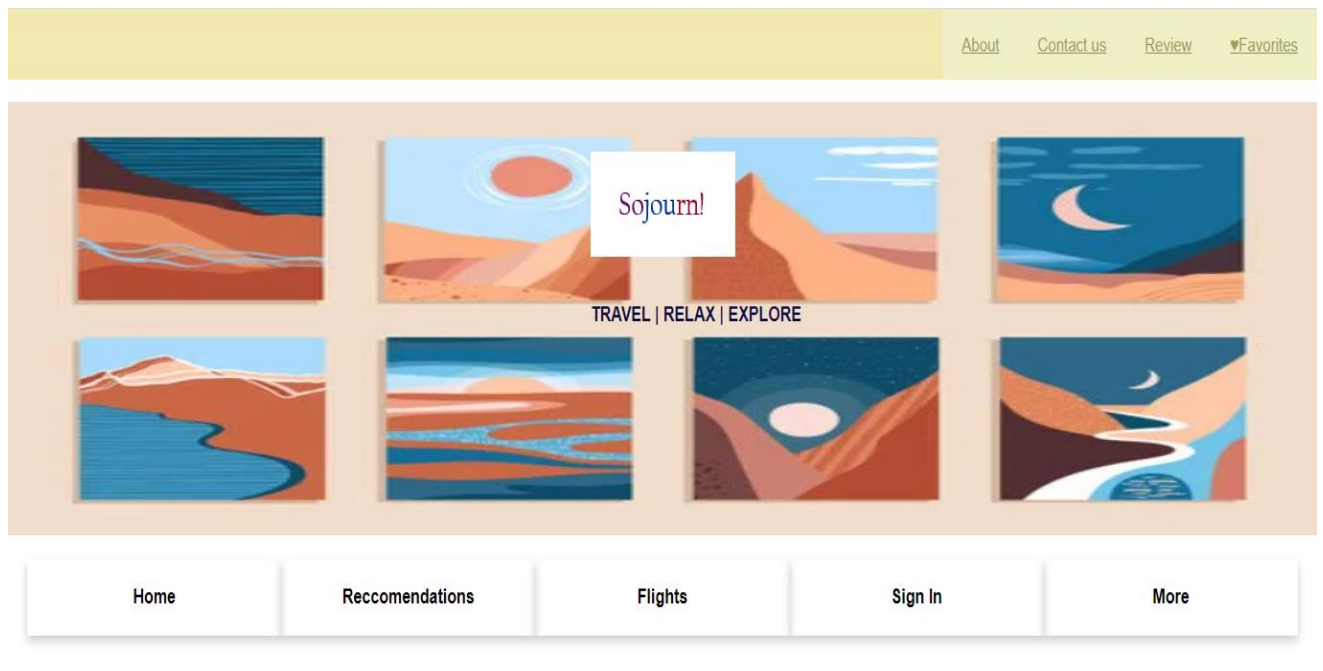 About Contact us Review ♥Favorites
Sojourn!
TRAVEL | RELAX | EXPLORE
Home Reccomendations Flights Sign In More